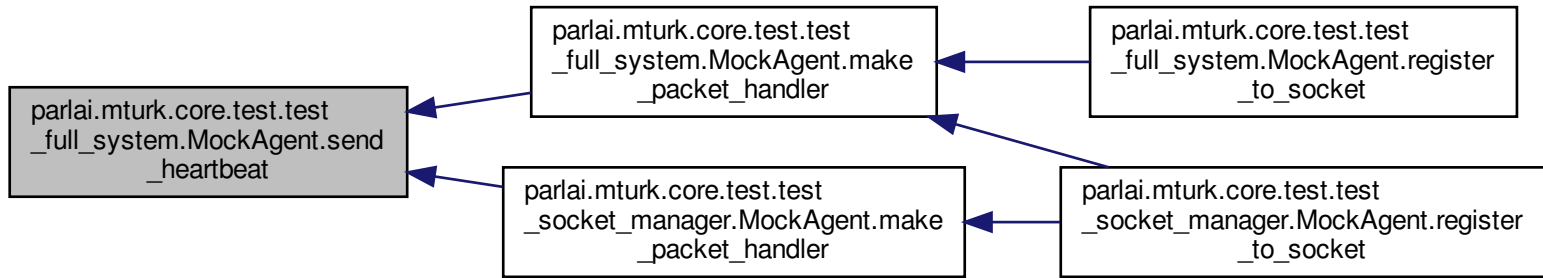 parlai.mturk.core.test.test
_full_system.MockAgent.send
_heartbeat
parlai.mturk.core.test.test
_full_system.MockAgent.make
_packet_handler
parlai.mturk.core.test.test
_socket_manager.MockAgent.make
_packet_handler
parlai.mturk.core.test.test
_full_system.MockAgent.register
_to_socket
parlai.mturk.core.test.test
_socket_manager.MockAgent.register
_to_socket